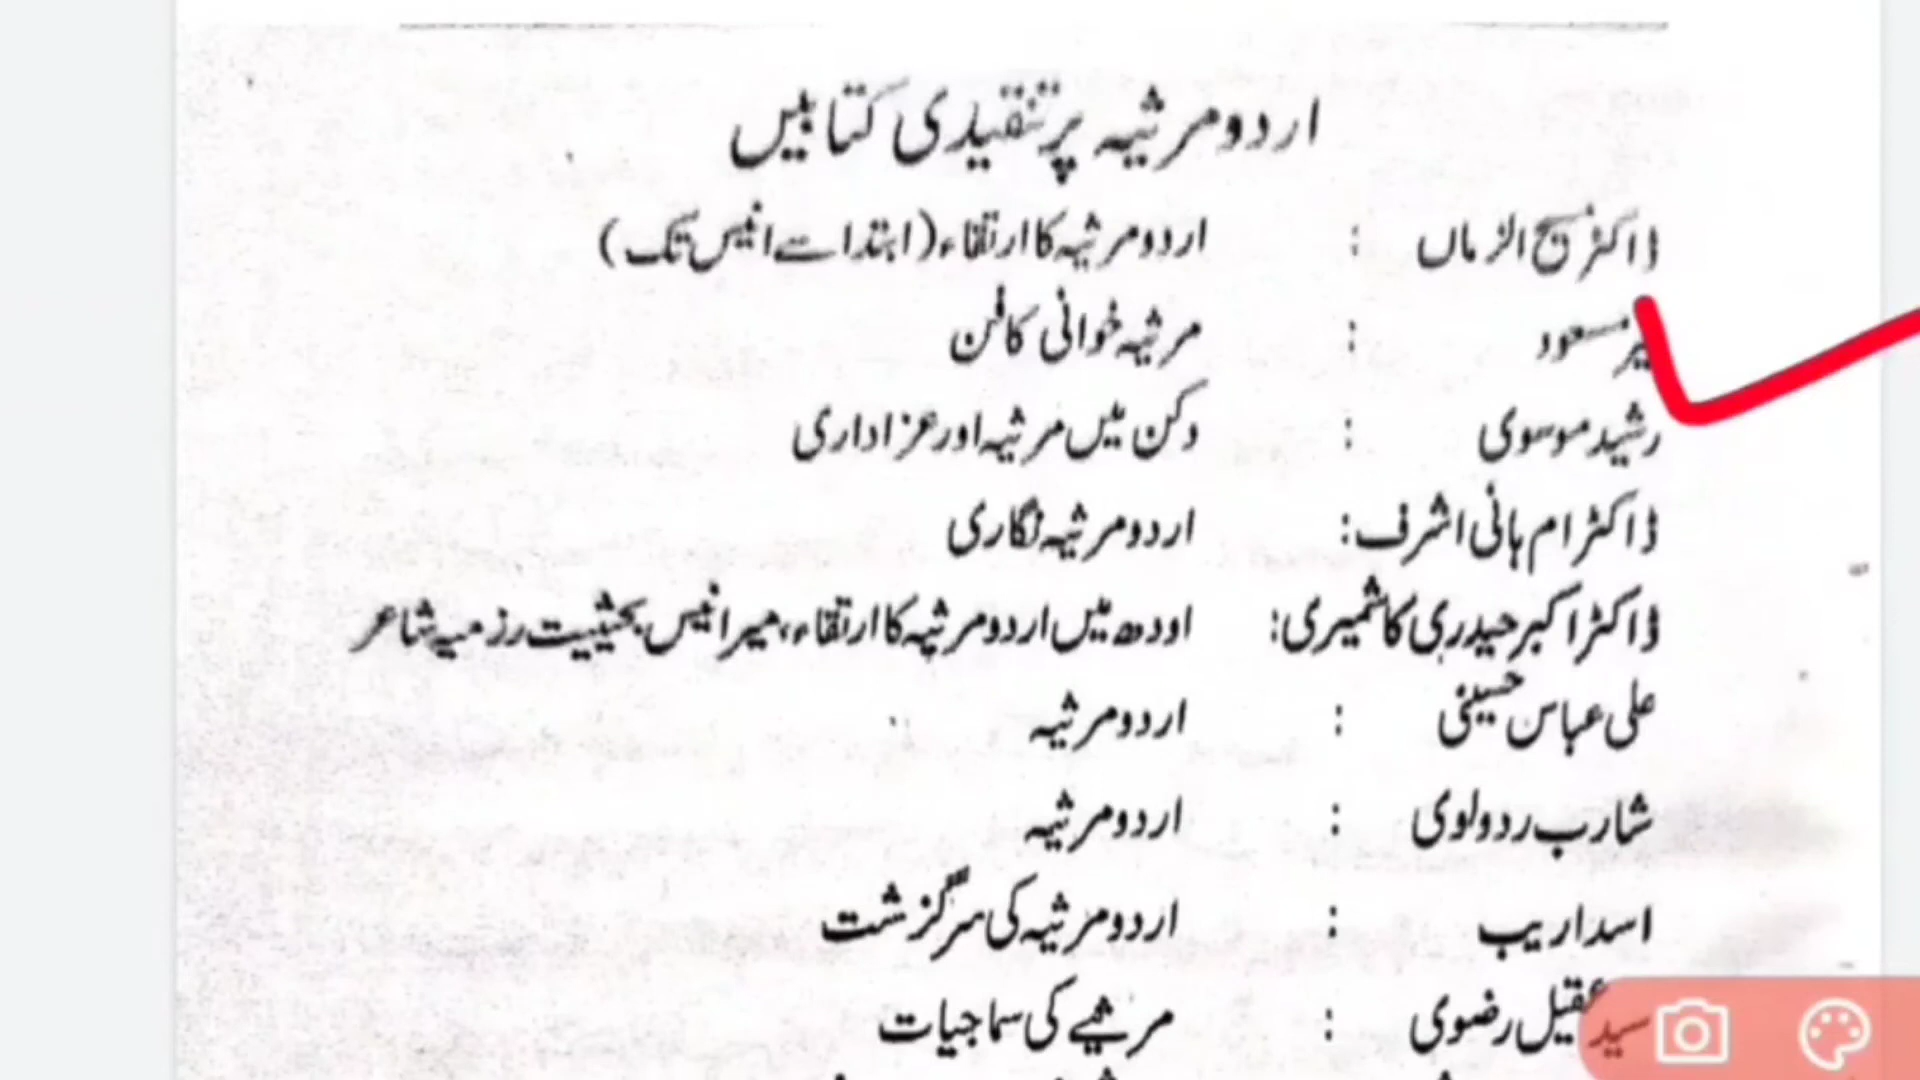 اردو مرثیہ پر تنقیدی کتابیں
ڈاکٹر مسیح الزماں : اردو مرثیہ کا ارتقاء (ابتدا سے انیس تک)
نیر مسعود : مرثیہ خوانی کا فن
رشید موسوی : دکن میں مرثیہ اور عزاداری
ڈاکٹر ام ہانی اشرف : اردو مرثیہ نگاری
ڈاکٹر اکبر حیدری کاشمیری : اودھ میں اردو مرثیہ کا ارتقاء، میر انیس بحثییت رزمیہ شاعر
علی عباس حسینی : اردو مرثیہ
شارب ردولوی : اردو مرثیہ
اسد اریب : اردو مرثیہ کی سرگزشت
سید عقیل رضوی : مرثیے کی سماجیات